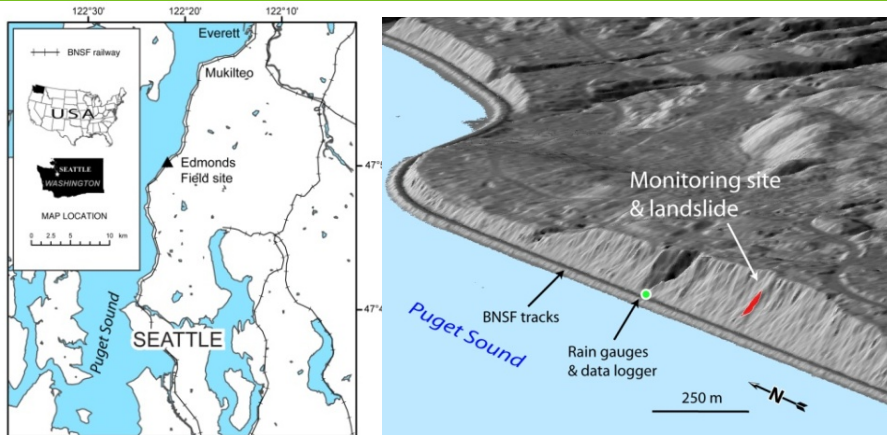 122°30'
122°20'
122°10'
BNSF railway
USA
SEATTLE
WASHINGTON
MAP LOCATION
0 2.5 5 10 km
Everett
Mukilteo
Edmonds
Field site
47°5
47°4
Puget Sound
SEATTLE
Monitoring site
& landslide
BNSF tracks
Puget Sound
Rain gauges
& data logger
250 m
N